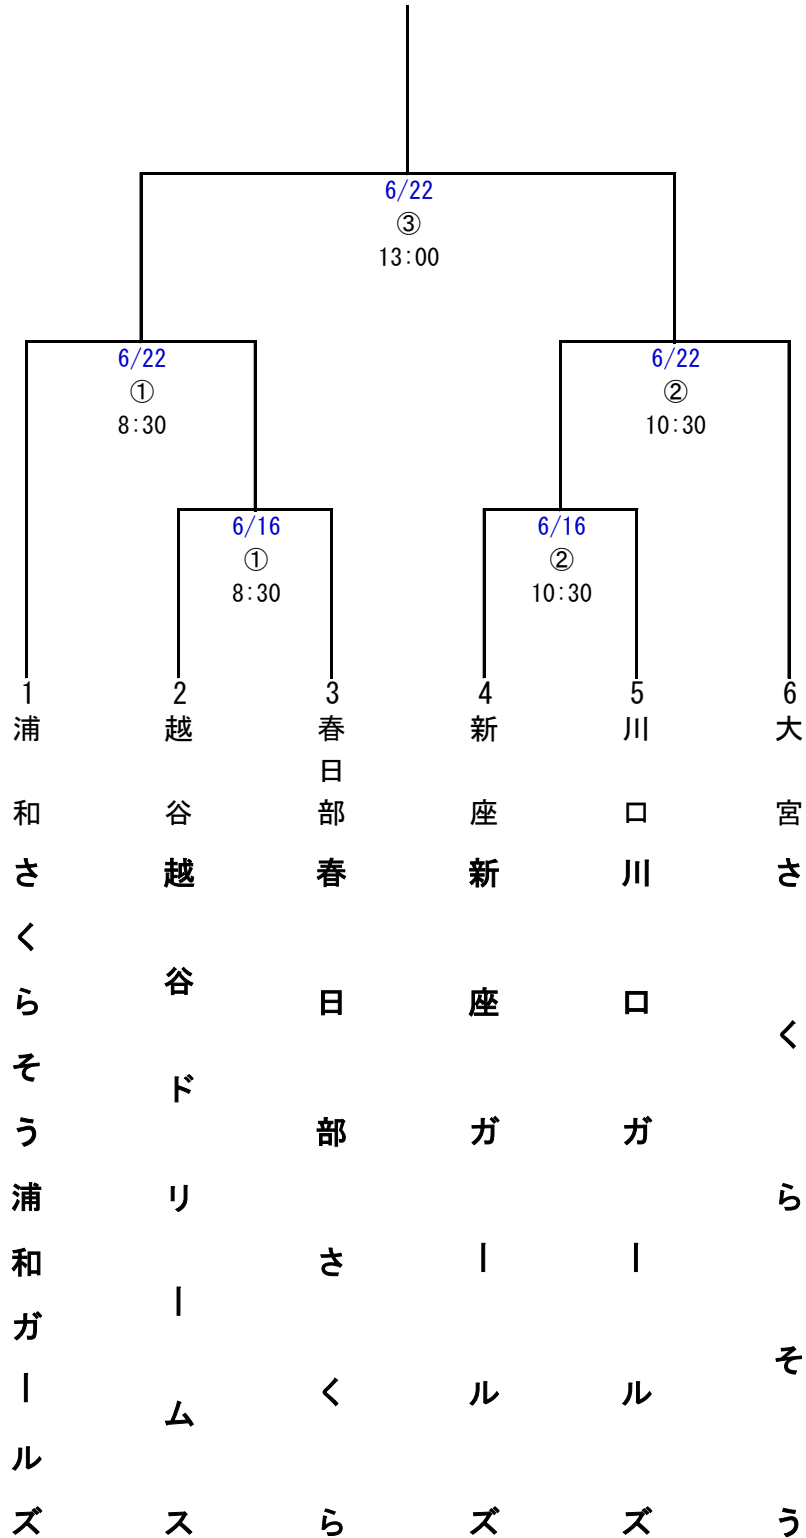 6/22
③
13:00
6/22
①
8:30
6/22
②
10:30
6/16
①
8:30
6/16
②
10:30
1
浦和
さくらそう浦和ガールズ
2
越谷
越谷ドリームス
3
春日部
春日部さくら
4
新座
新座ガールズ
5
川口
川口ガールズ
6
大宮
さくらそう